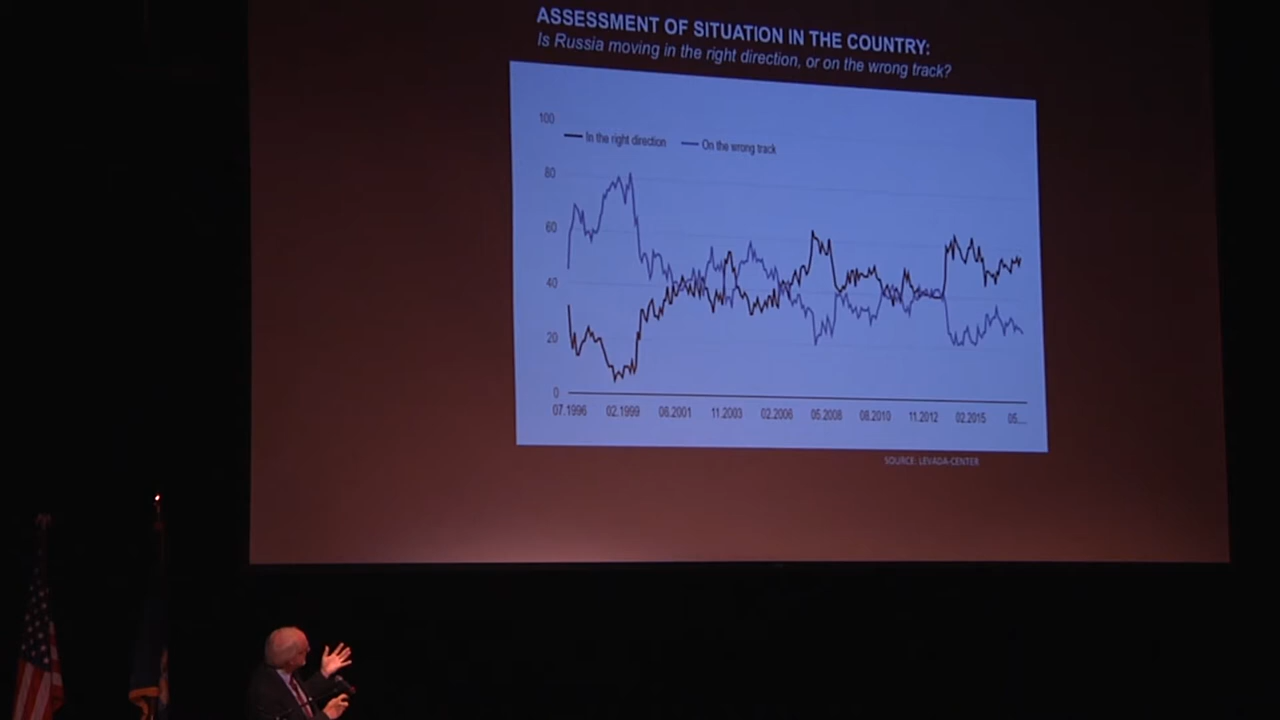 ASSESSMENT OF SITUATION IN THE COUNTRY:
Is Russia moving in the right direction, or on the wrong track?
100
In the right direction
On the wrong track
80
60
40
20
0
07.1996 02.1999 06.2001 11.2003 02.2006 05.2008 08.2010 11.2012 02.2015 05....
SOURCE: LEVADA-CENTER